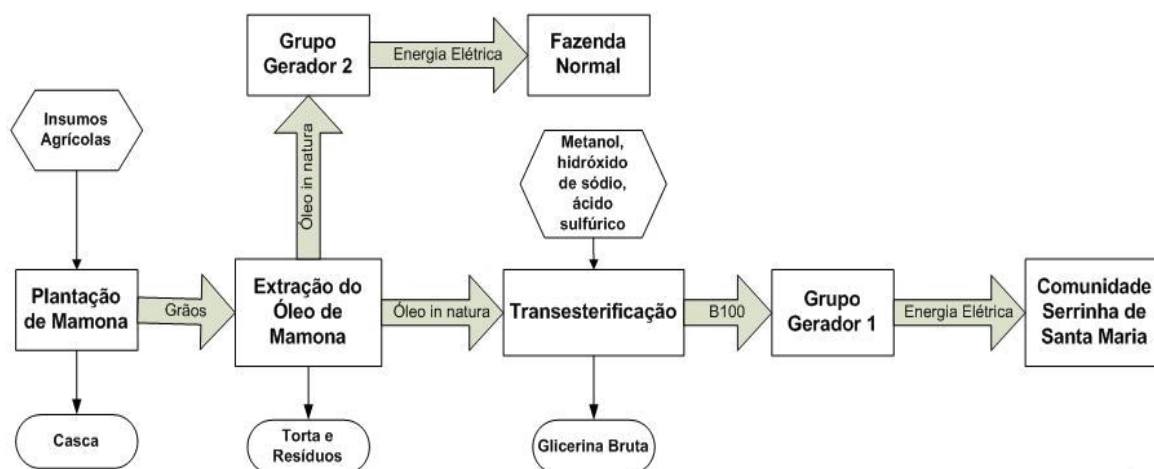 Grupo
Gerador 2
Energia Elétrica
Fazenda
Normal
Insumos
Agrícolas
Óleo in natura
Metanol,
hidróxido
de sódio,
ácido
sulfúrico
Plantação
de Mamona
Grãos
Extração do
Óleo de
Mamona
Óleo in natura
Transesterificação
B100
Grupo
Gerador 1
Energia Elétrica
Comunidade
Serrinha de
Santa Maria
Casca
Torta e
Resíduos
Glicerina Bruta